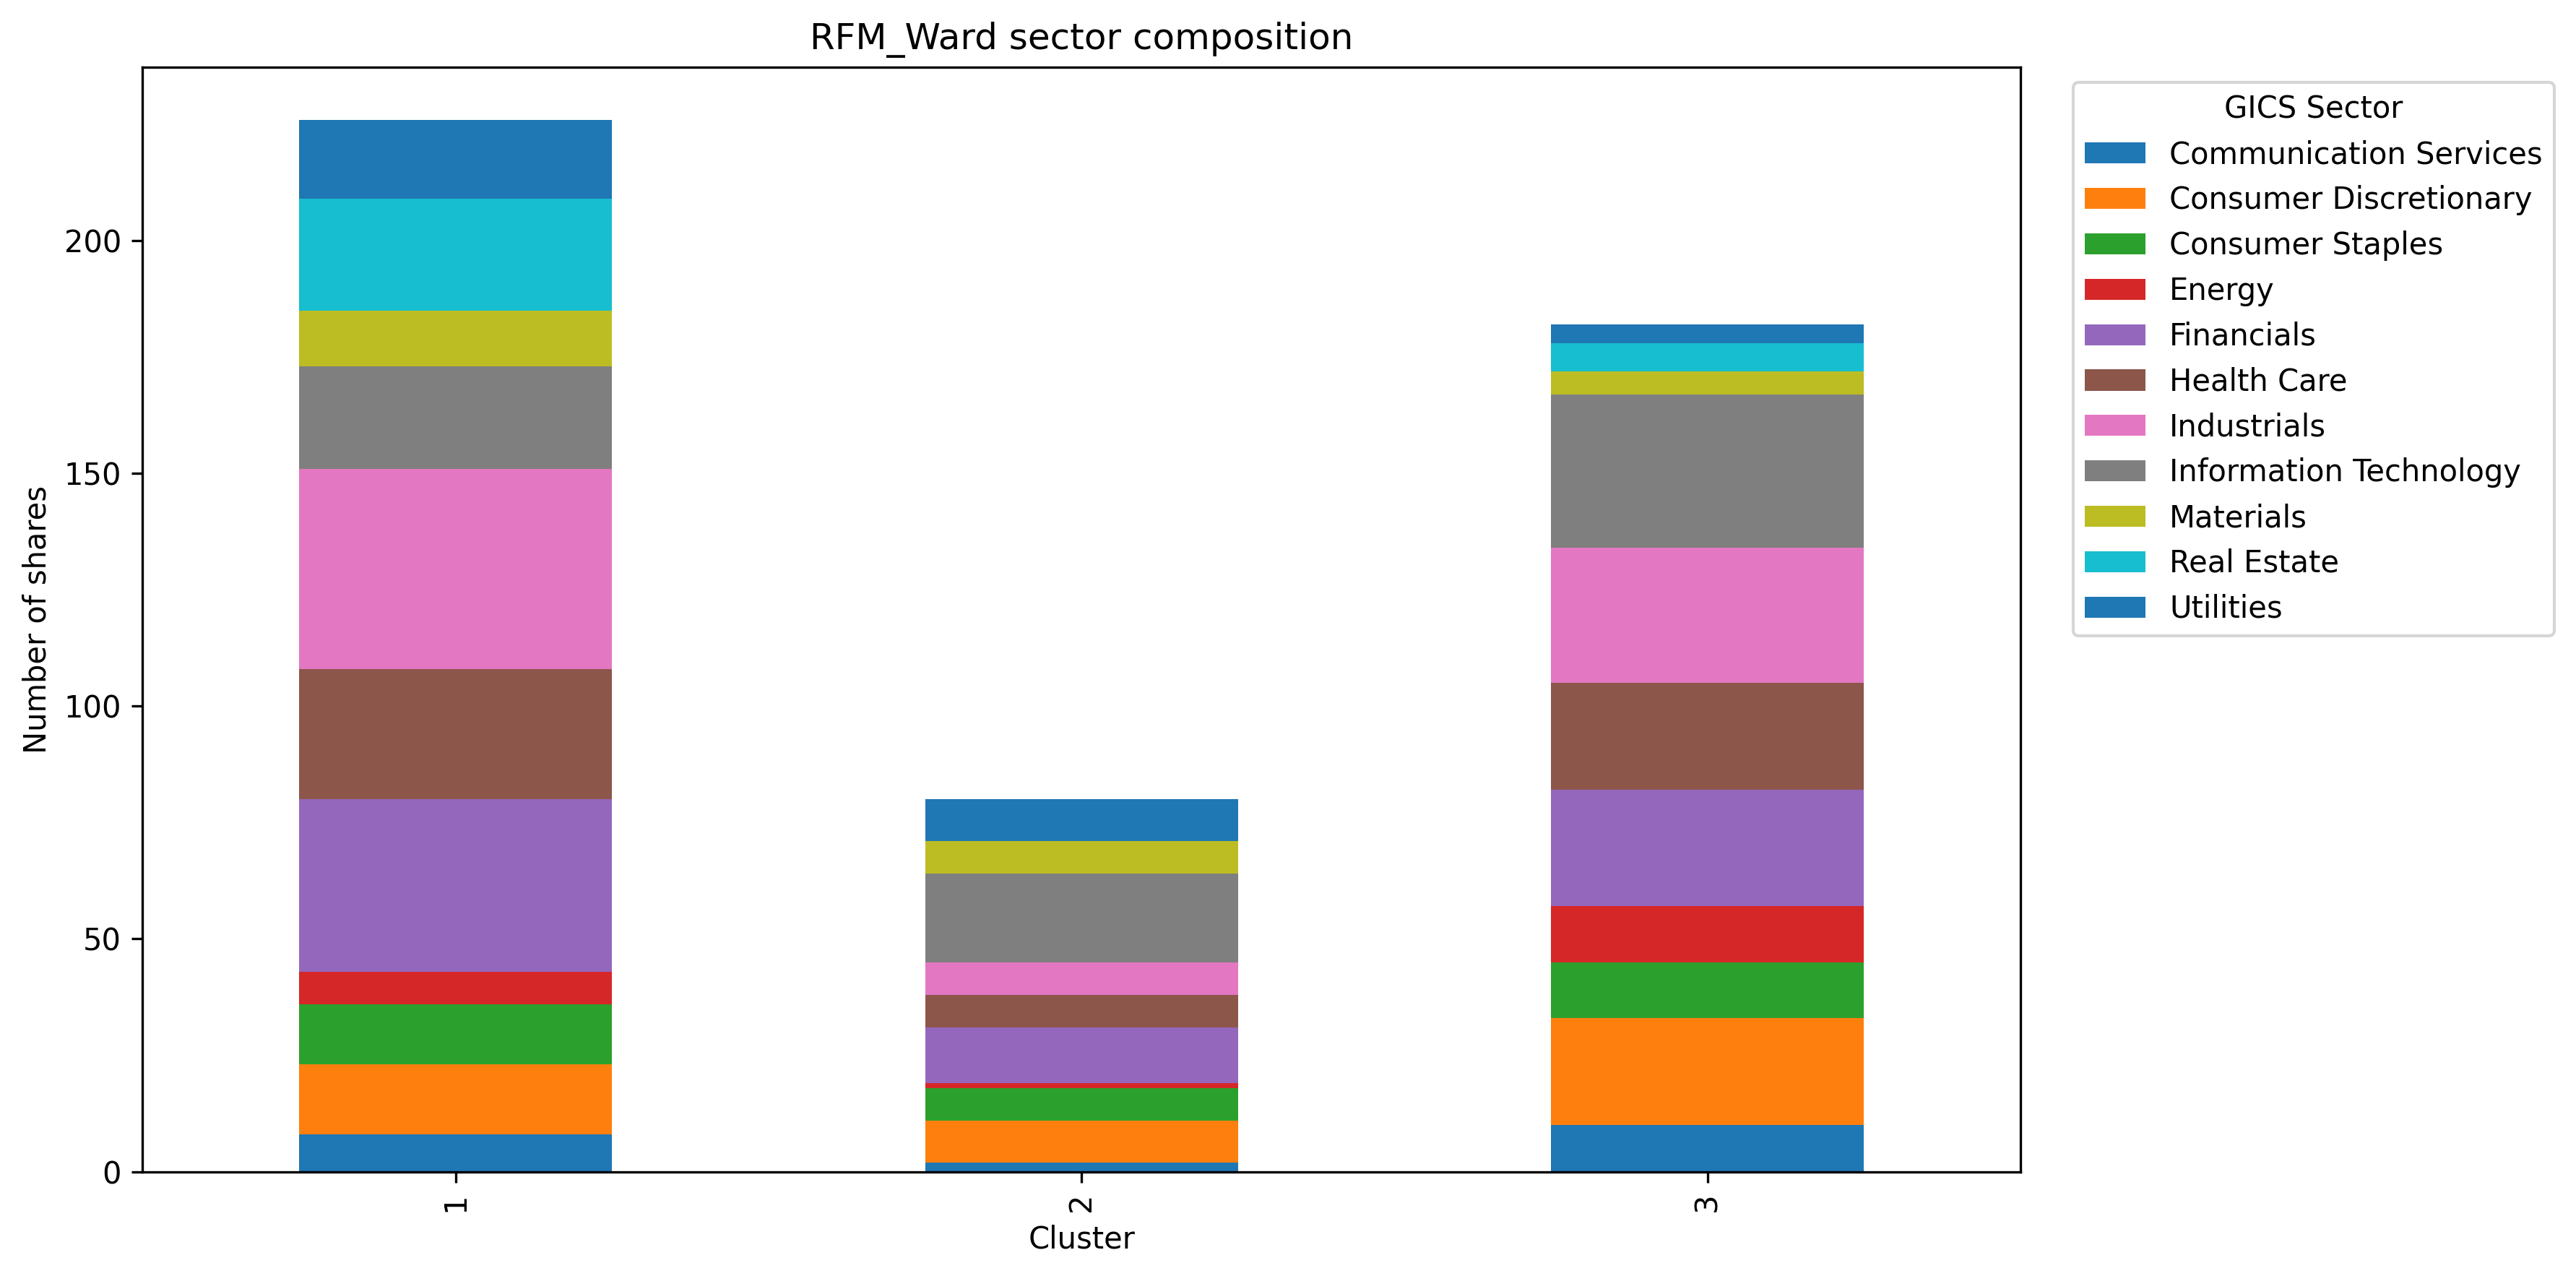 RFM_Ward sector composition
Number of shares
200
150
100
50
0
1
2
3
Cluster
GICS Sector
Communication Services
Consumer Discretionary
Consumer Staples
Energy
Financials
Health Care
Industrials
Information Technology
Materials
Real Estate
Utilities